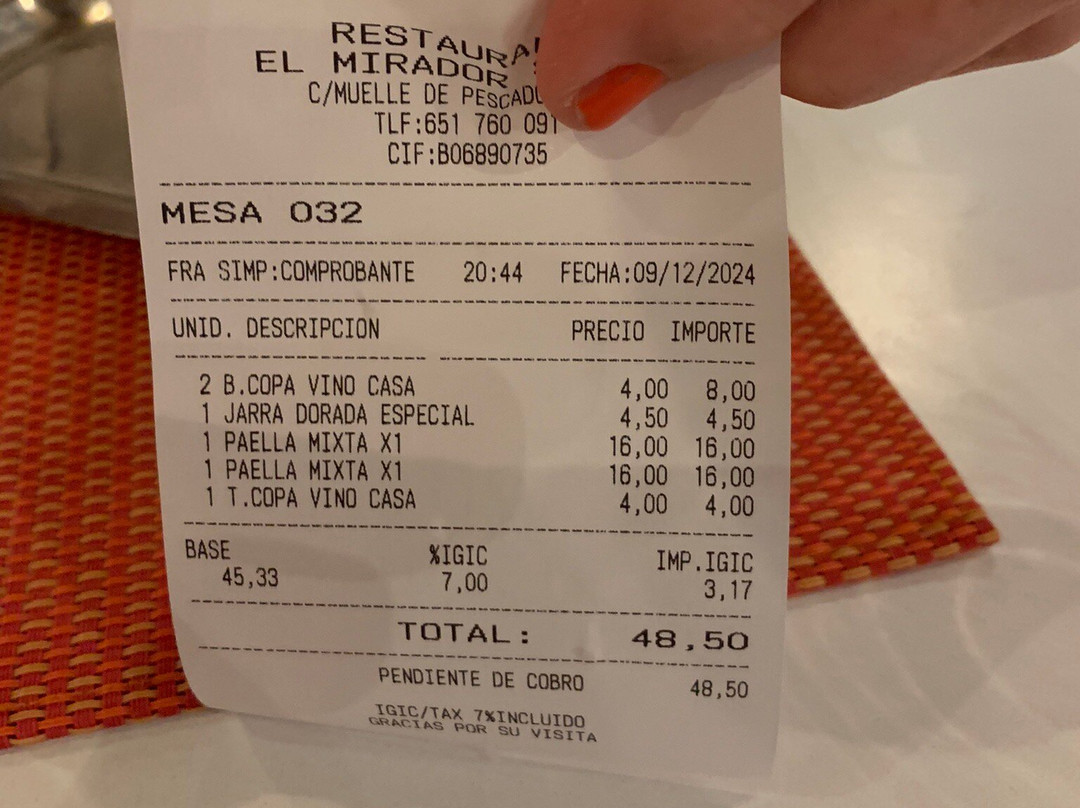 RESTAURA
EL MIRADOR
C/MUELLE DE PESCADO
TLF:651 760 091
CIF:B06890735
MESA 032
FRA SIMP:COMPROBANTE 20:44 FECHA:09/12/2024
UNID. DESCRIPCION PRECIO IMPORTE
2 B.COPA VINO CASA 4,00 8,00
1 JARRA DORADA ESPECIAL 4,50 4,50
1 PAELLA MIXTA X1 16,00 16,00
1 PAELLA MIXTA X1 16,00 16,00
1 T.COPA VINO CASA 4,00 4,00
BASE %IGIC IMP.IGIC
45,33 7,00 3,17
TOTAL: 48,50
PENDIENTE DE COBRO 48,50
IGIC/TAX 7%INCLUIDO
GRACIAS POR SU VISITA